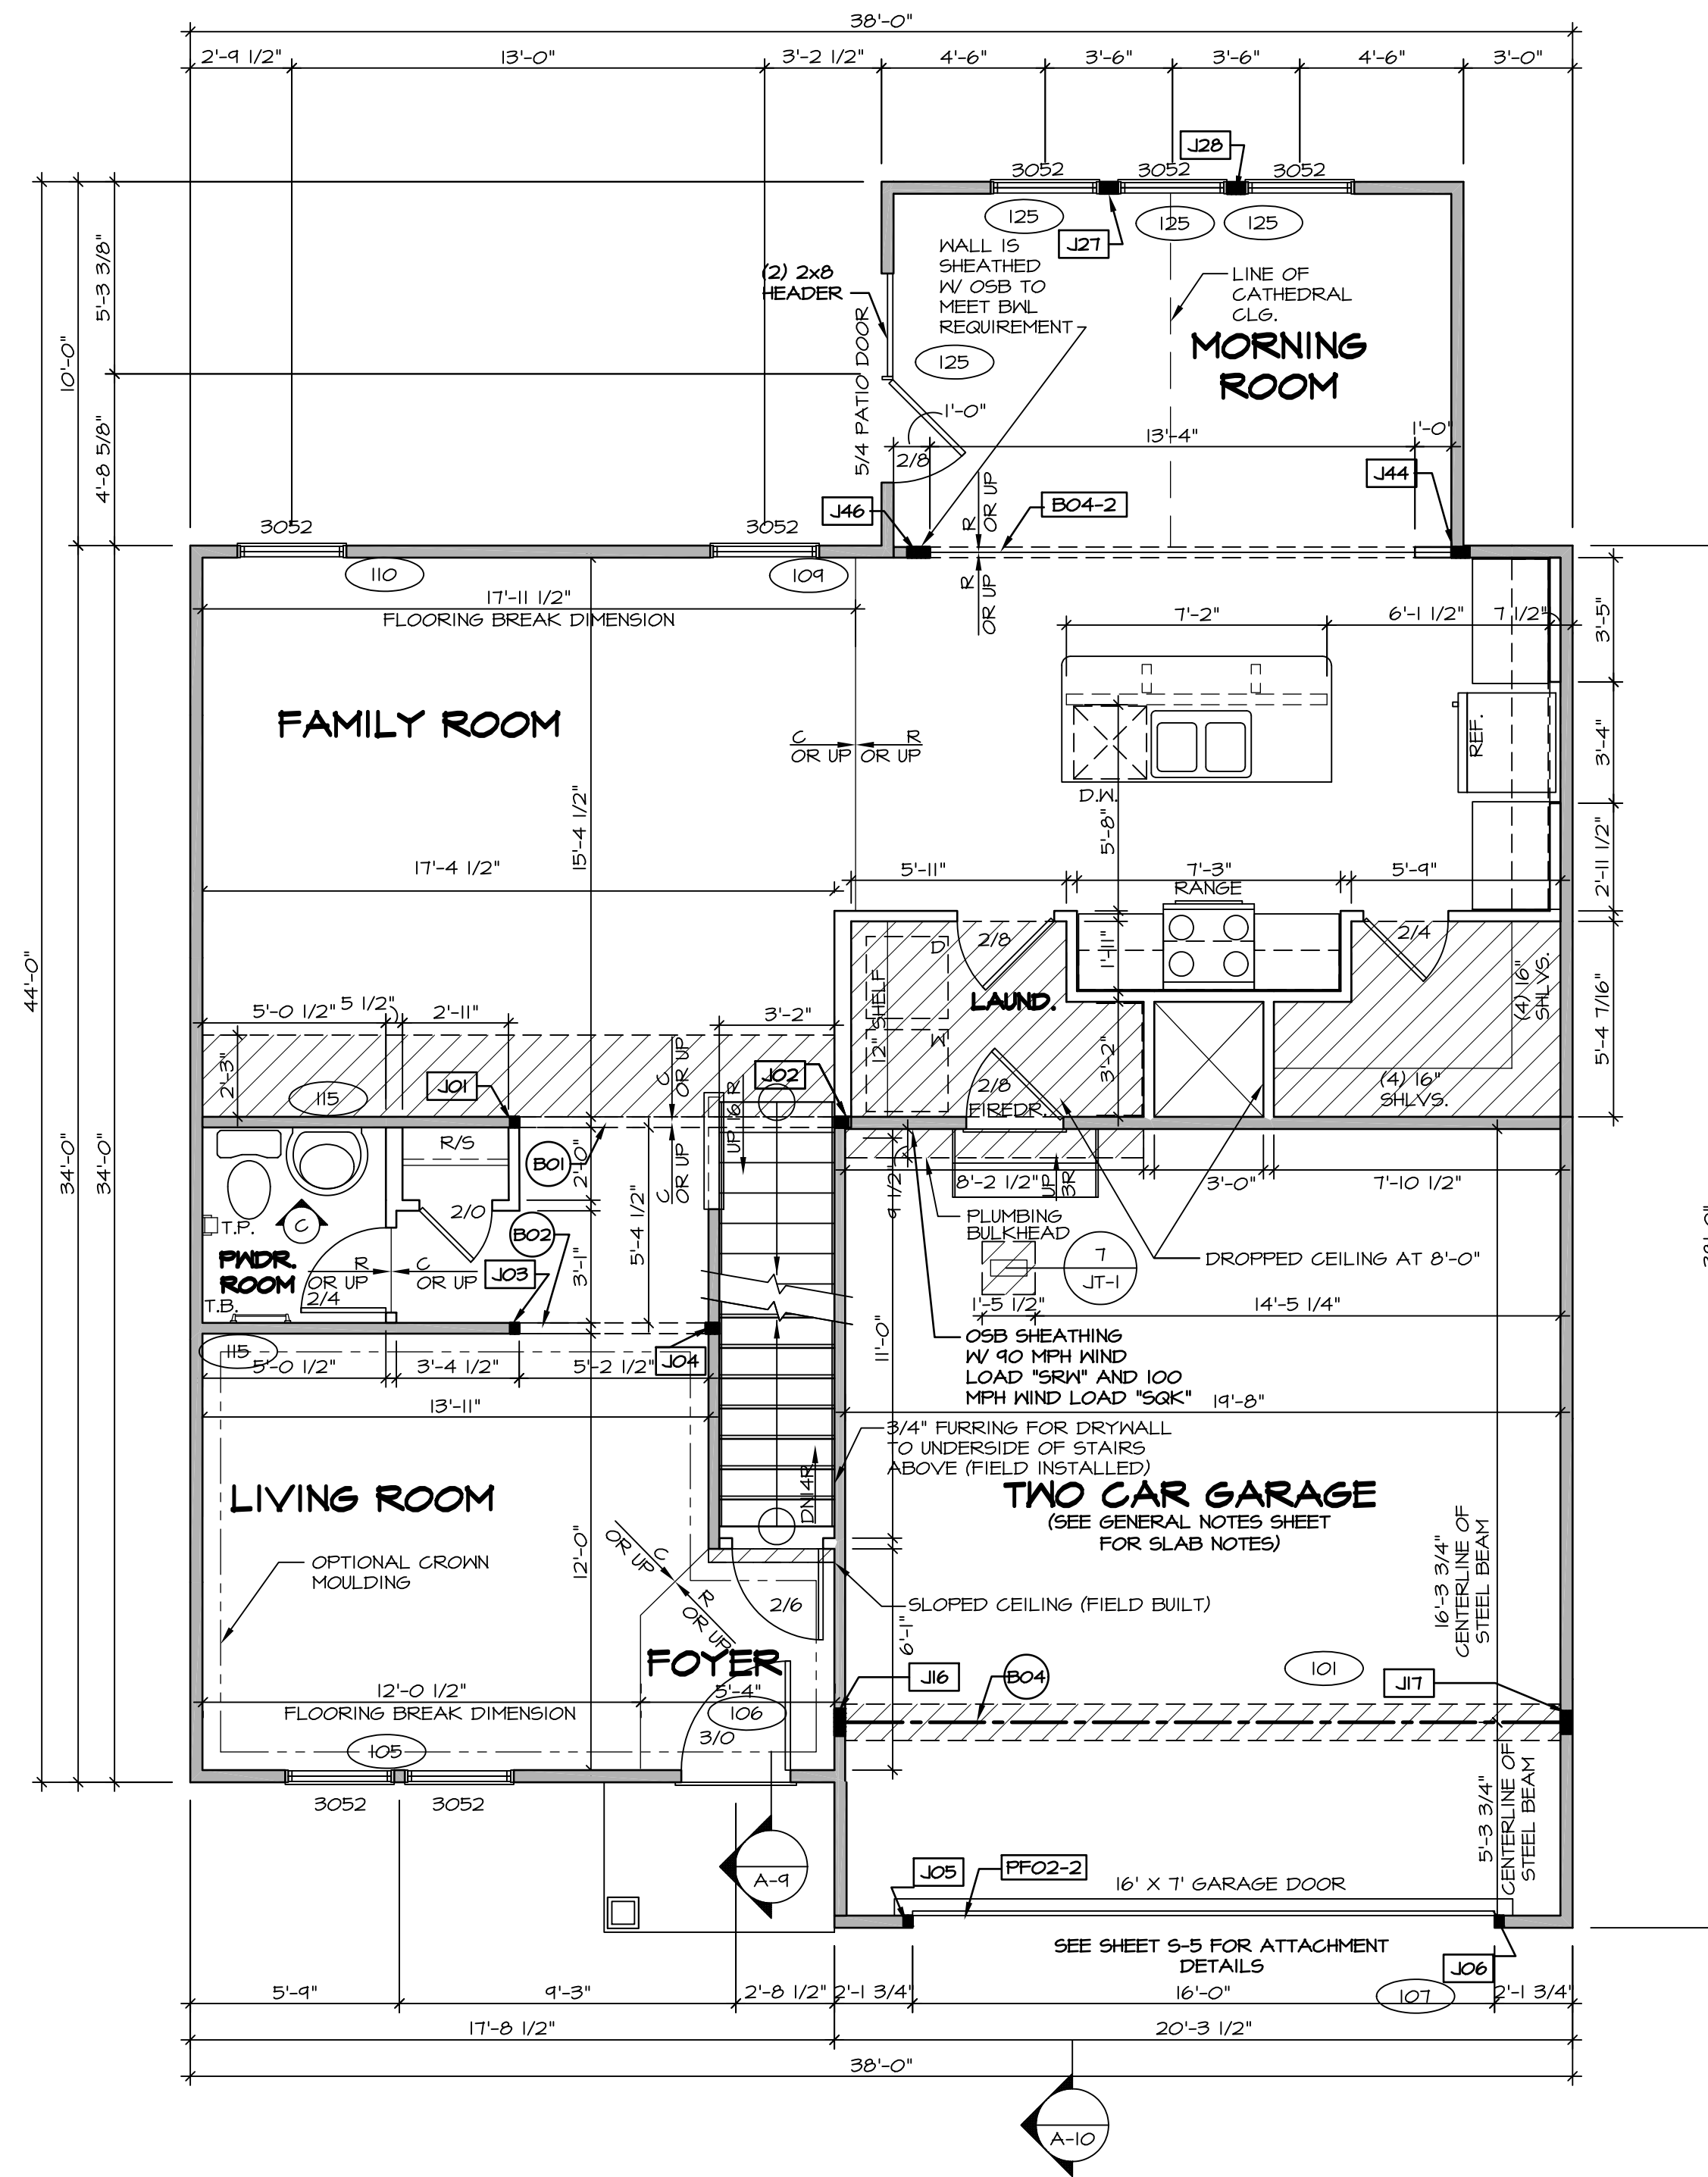 38'-0"
2'-9 1/2"
13'-0"
3'-2 1/2"
4'-6"
3'-6"
3'-6"
4'-6"
3'-0"
J28
3052
3052
3052
125
125
125
J27
WALL IS
SHEATHED
W/ OSB TO
MEET BWL
REQUIREMENT
(2) 2x8
HEADER
LINE OF
CATHEDRAL
CLG.
MORNING
ROOM
125
5/4 PATIO DOOR
1'-0"
13'-4"
1'-0"
2/8
J44
J46
B04-2
R
OR UP
R
OR UP
5'-3 3/8"
10'-0"
4'-8 5/8"
44'-0"
34'-0"
34'-0"
3052
3052
110
109
17'-11 1/2"
FLOORING BREAK DIMENSION
7'-2"
6'-1 1/2"
7 1/2"
3'-5"
FAMILY ROOM
C
OR UP
R
OR UP
REF.
3'-4"
D.W.
5'-8"
15'-4 1/2"
2'-11 1/2"
17'-4 1/2"
5'-11"
7'-3"
5'-9"
RANGE
D
2/8
2/4
1'-11"
12" SHELF
LAUND.
(4) 16"
SHLVS.
5'-4 7/16"
5'-0 1/2"
5 1/2"
2'-11"
3'-2"
2'-3"
W
C
OR UP
C
OR UP
J01
J02
115
UP 16 R
2/8
FIREDR.
3'-2"
(4) 16"
SHLVS.
R/S
B01
2'-0"
5'-4 1/2"
9 1/2"
8'-2 1/2"
UP
3R
3'-0"
7'-10 1/2"
T.P.
C
2/0
B02
PLUMBING
BULKHEAD
PWDR.
ROOM
R
OR UP
C
OR UP
J03
3'-1"
7
JT-1
DROPPED CEILING AT 8'-0"
T.B.
2/4
1'-5 1/2"
14'-5 1/4"
115
5'-0 1/2"
3'-4 1/2"
5'-2 1/2"
J04
11'-0"
OSB SHEATHING
W/ 90 MPH WIND
LOAD "SRW" AND 100
MPH WIND LOAD "SQK"
13'-11"
19'-8"
3/4" FURRING FOR DRYWALL
TO UNDERSIDE OF STAIRS
ABOVE (FIELD INSTALLED)
DN14R
LIVING ROOM
TWO CAR GARAGE
(SEE GENERAL NOTES SHEET
FOR SLAB NOTES)
OPTIONAL CROWN
MOULDING
12'-0"
C
OR UP
R
OR UP
2/6
SLOPED CEILING (FIELD BUILT)
6'-1"
16'-3 3/4"
CENTERLINE OF
STEEL BEAM
FOYER
J16
B04
101
J17
12'-0 1/2"
FLOORING BREAK DIMENSION
5'-4"
106
3/0
105
3052
3052
5'-3 3/4"
CENTERLINE OF
STEEL BEAM
A-9
J05
PF02-2
16' X 7' GARAGE DOOR
SEE SHEET S-5 FOR ATTACHMENT
DETAILS
J06
5'-9"
9'-3"
2'-8 1/2"
2'-1 3/4"
16'-0"
107
2'-1 3/4"
17'-8 1/2"
20'-3 1/2"
38'-0"
A-10